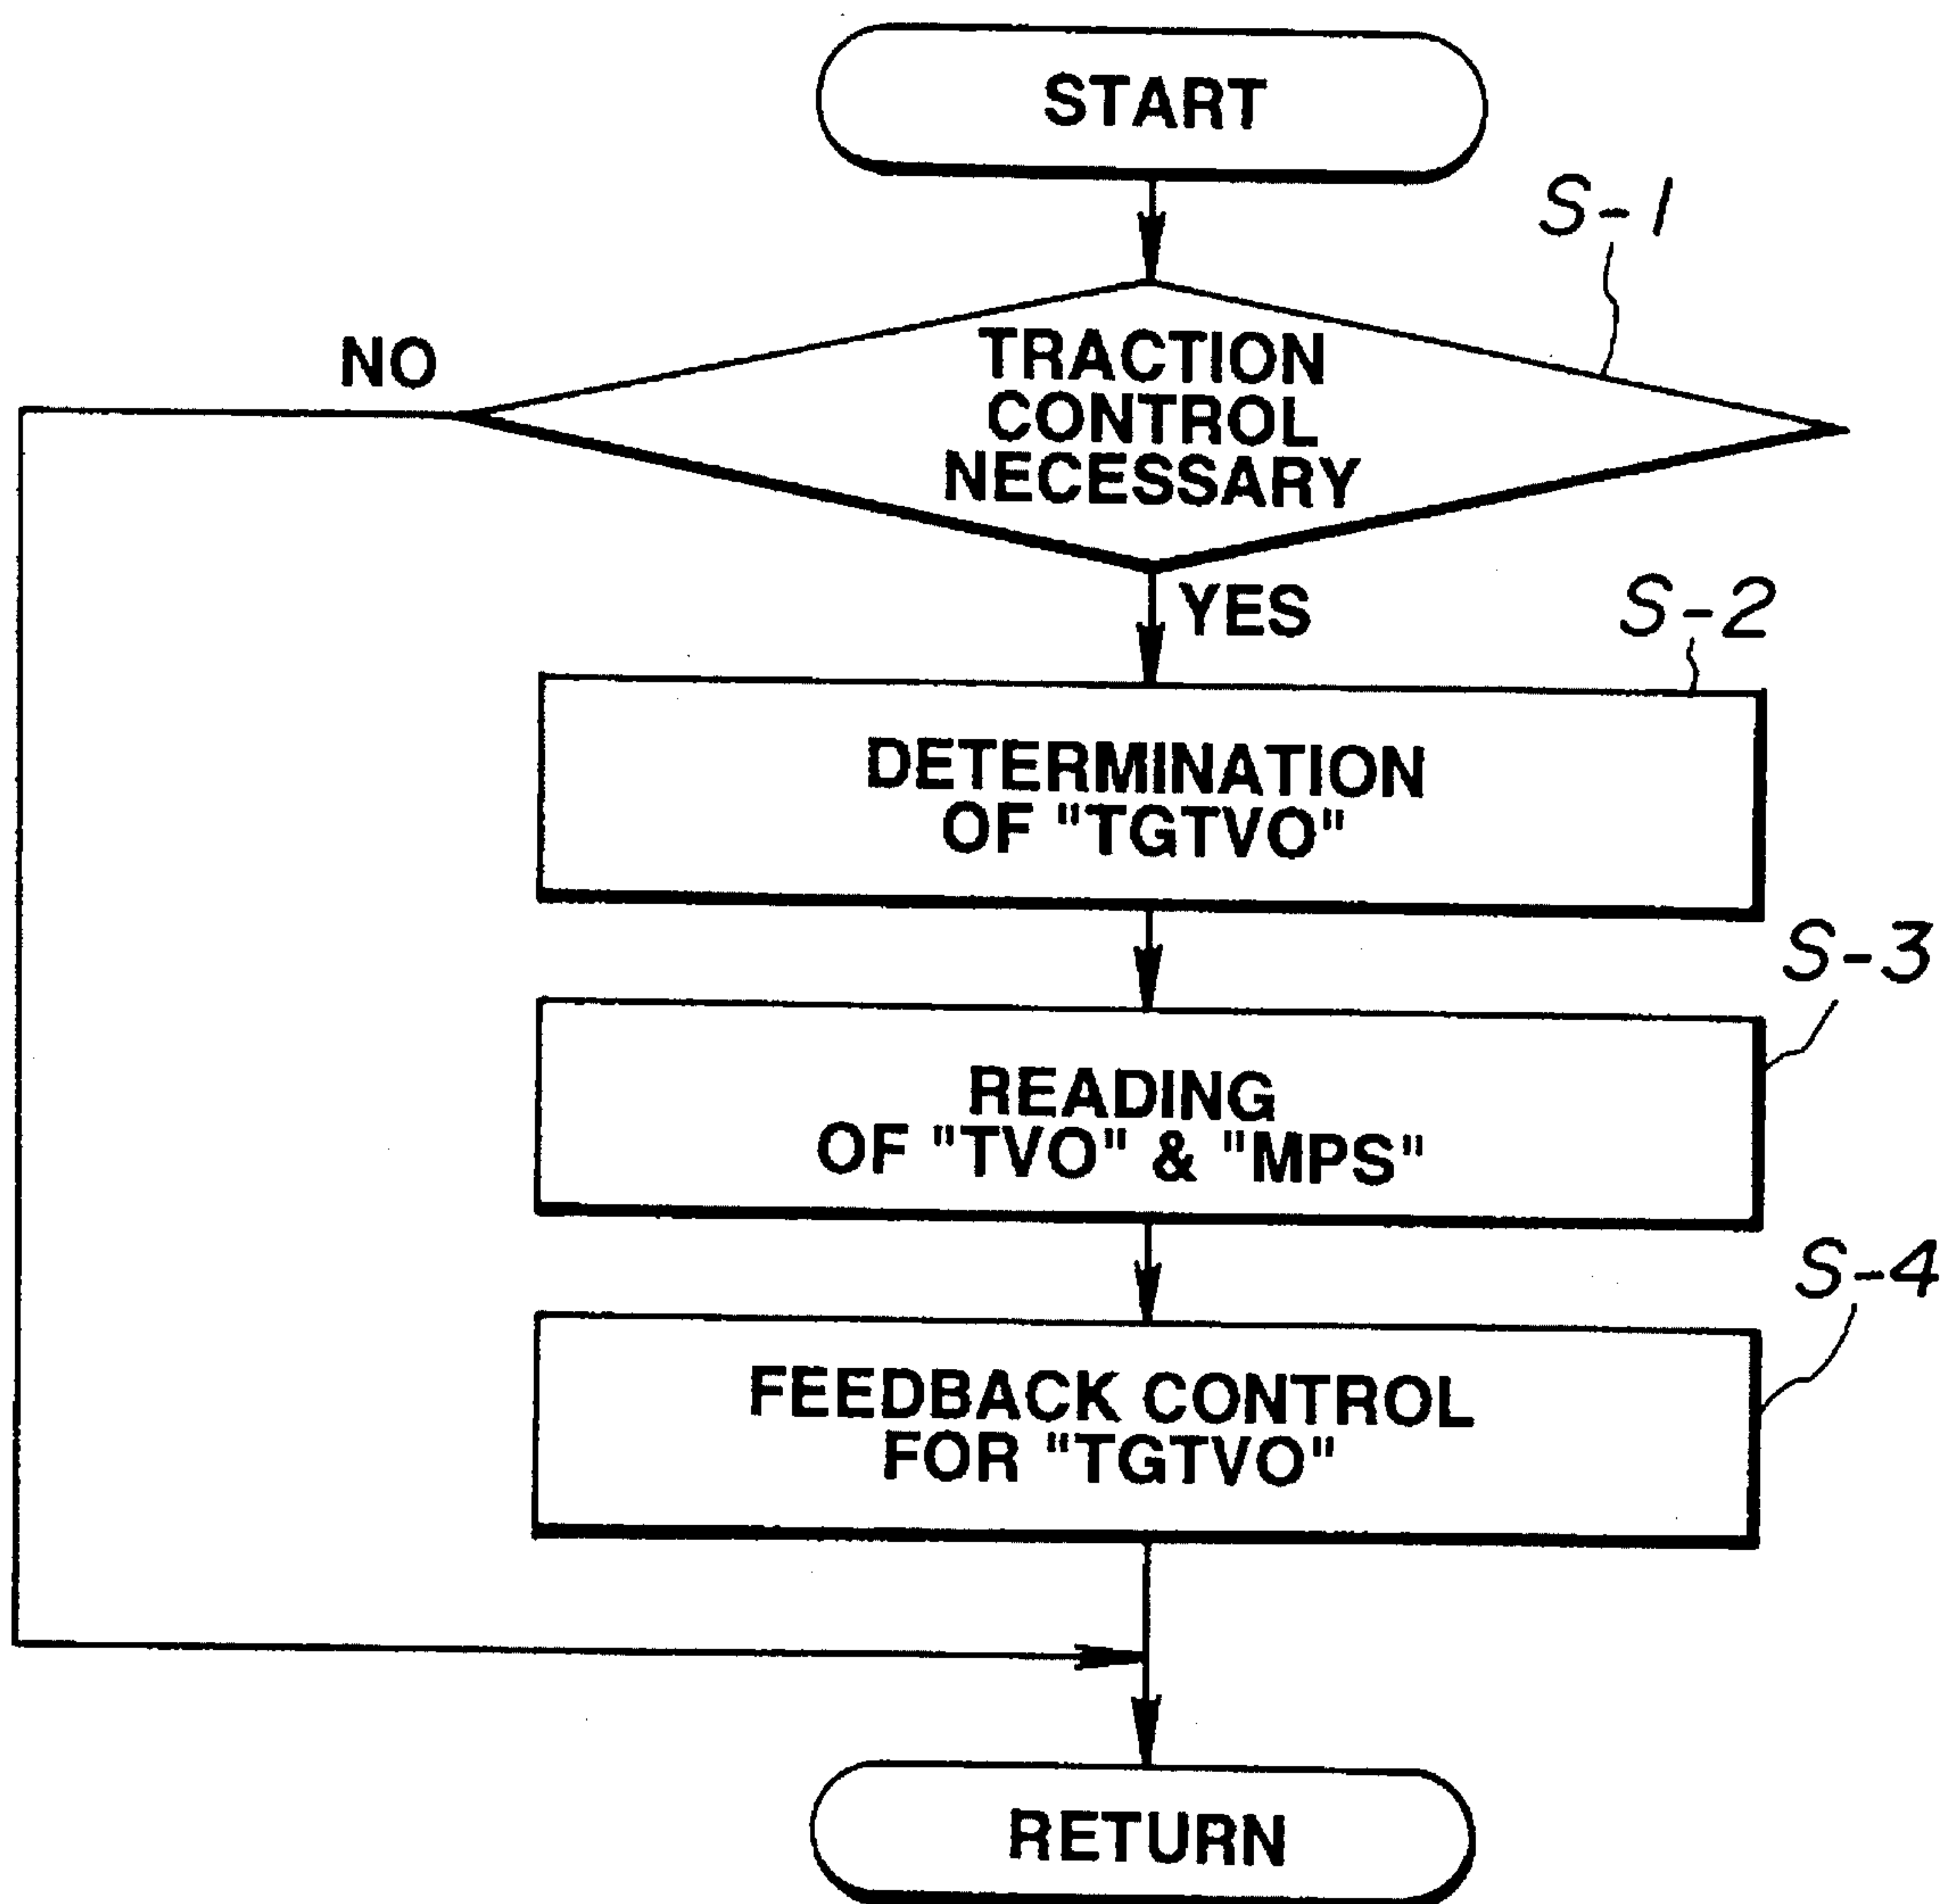 START
S-1
NO
TRACTION
CONTROL
NECESSARY
YES
S-2
DETERMINATION
OF "TGTVO"
S-3
READING
OF "TVO" & "MPS"
S-4
FEEDBACK CONTROL
FOR "TGTVO"
RETURN